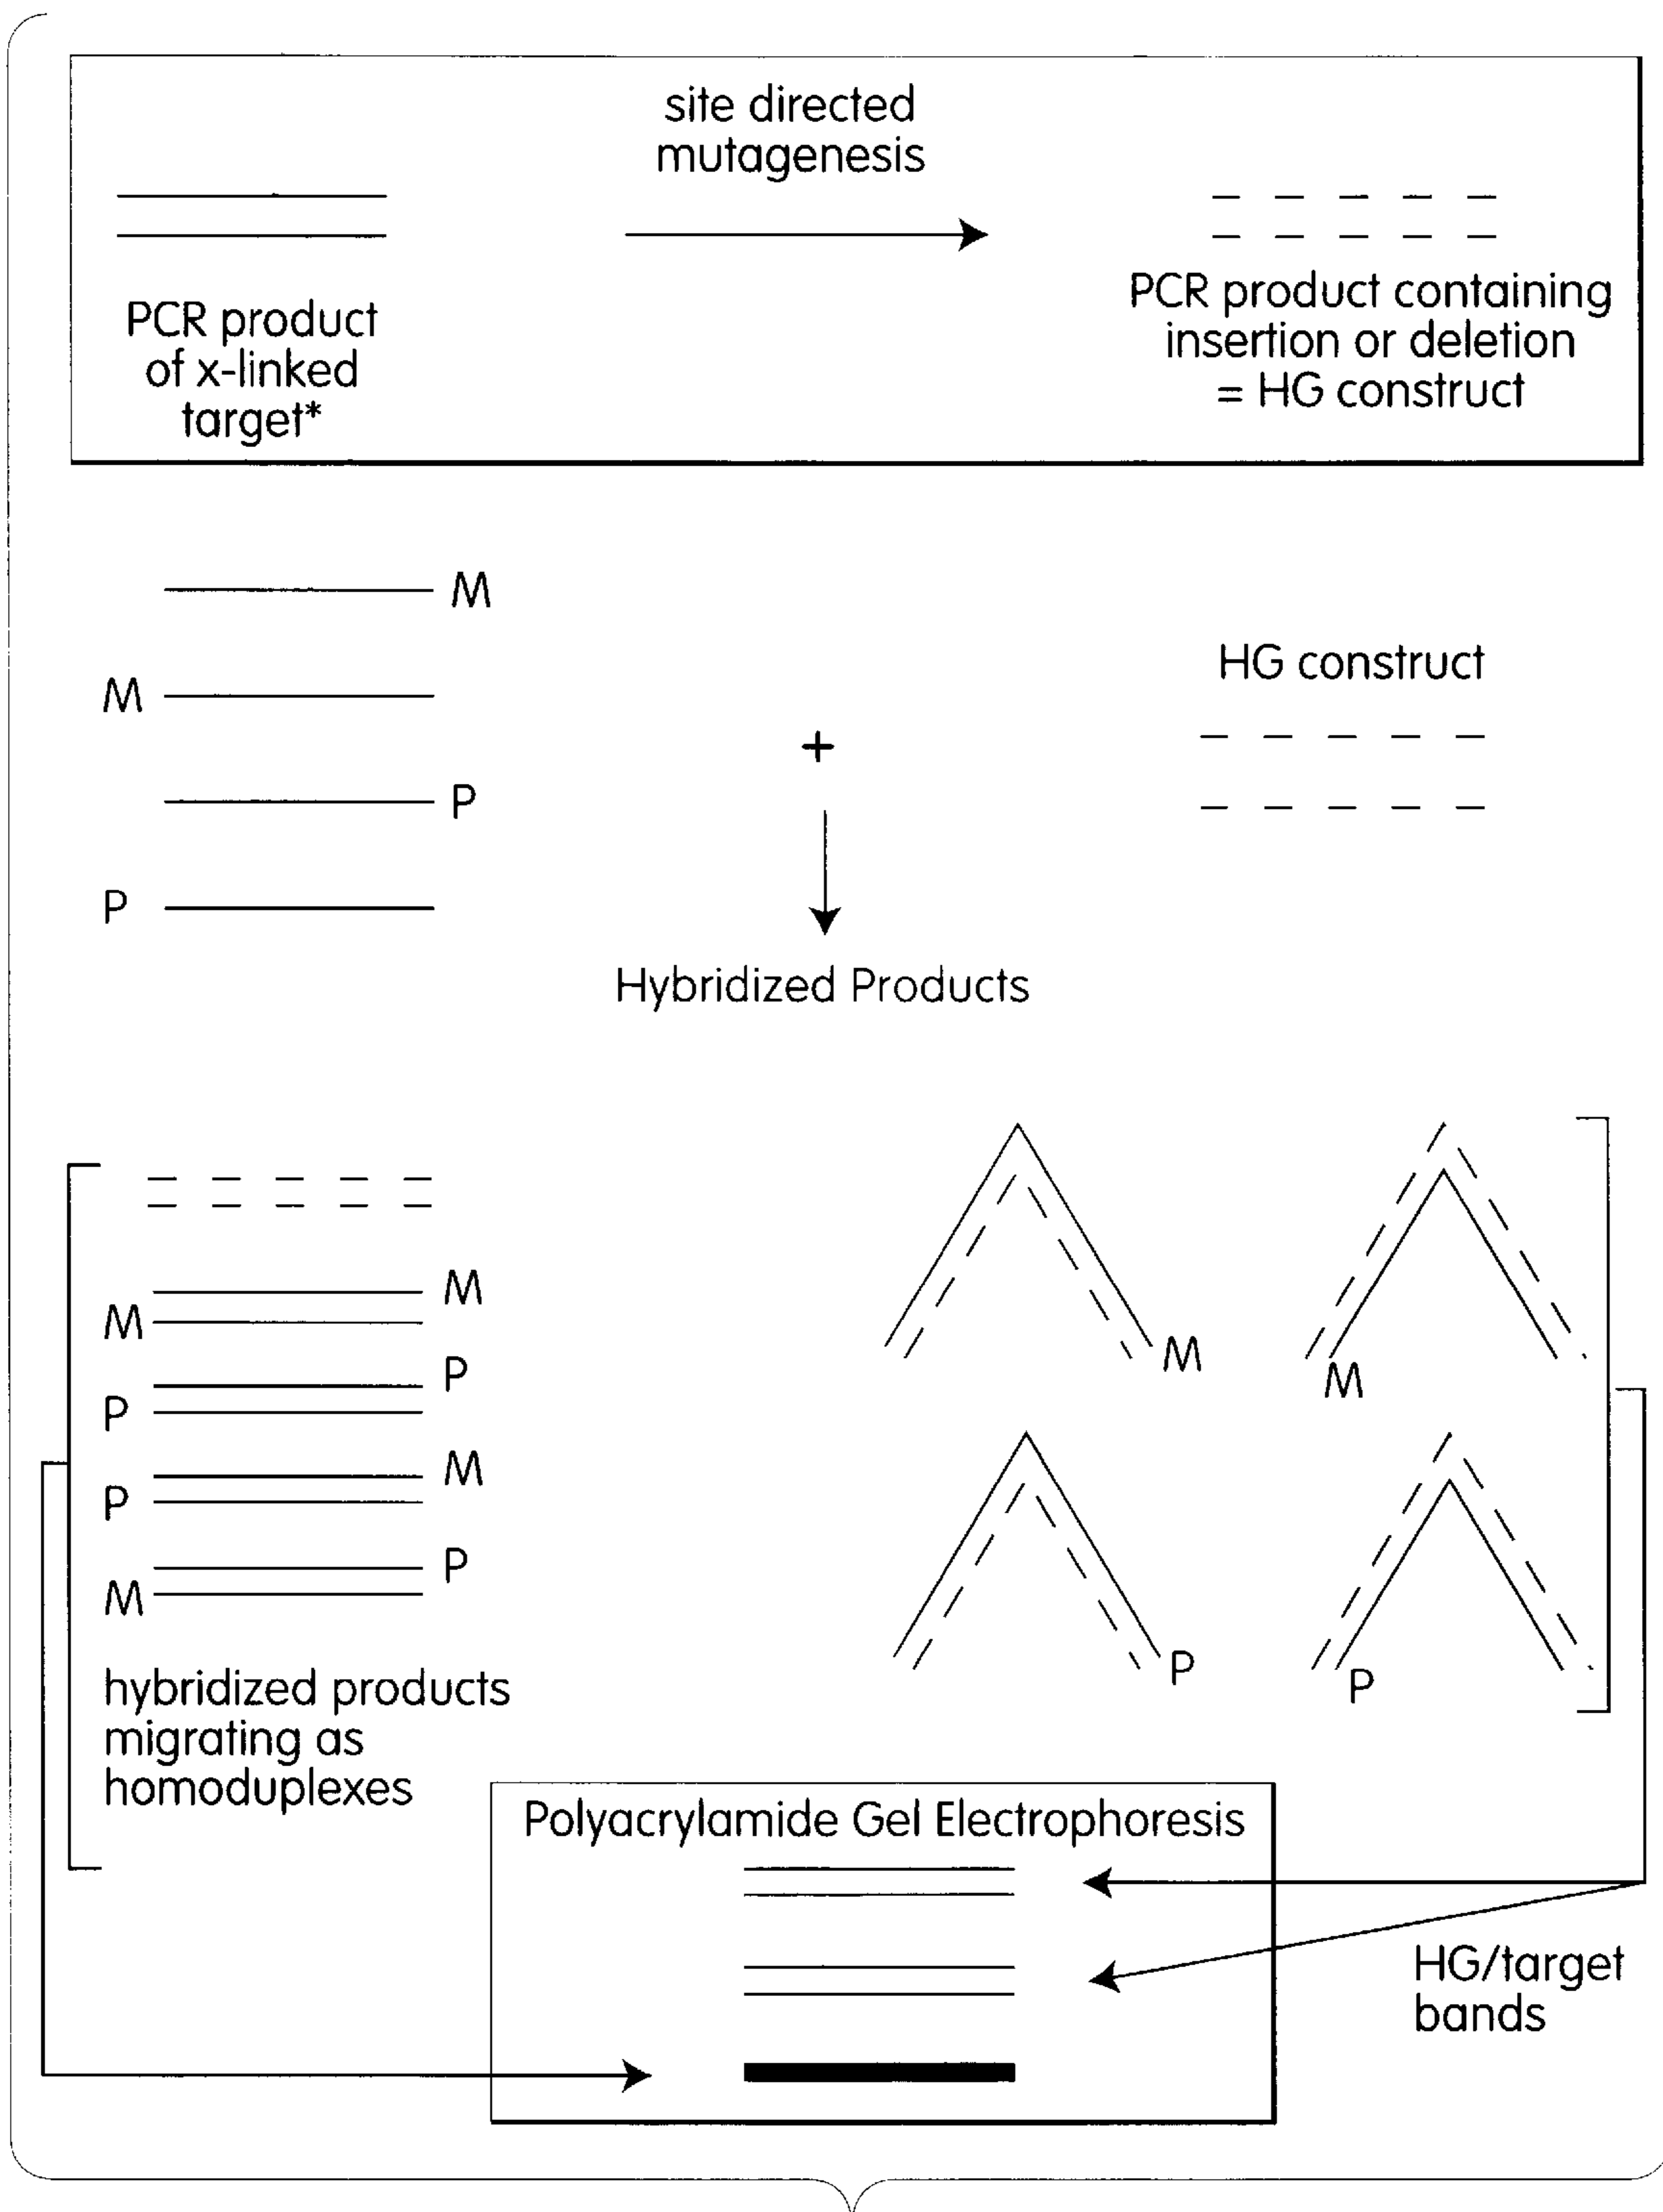 site directed
mutagenesis
PCR product
of x-linked
target*
PCR product containing
insertion or deletion
= HG construct
M
M
P
P
+
HG construct
Hybridized Products
M
M
P
P
M
P
P
M
hybridized products
migrating as
homoduplexes
M
M
P
P
Polyacrylamide Gel Electrophoresis
HG/target
bands